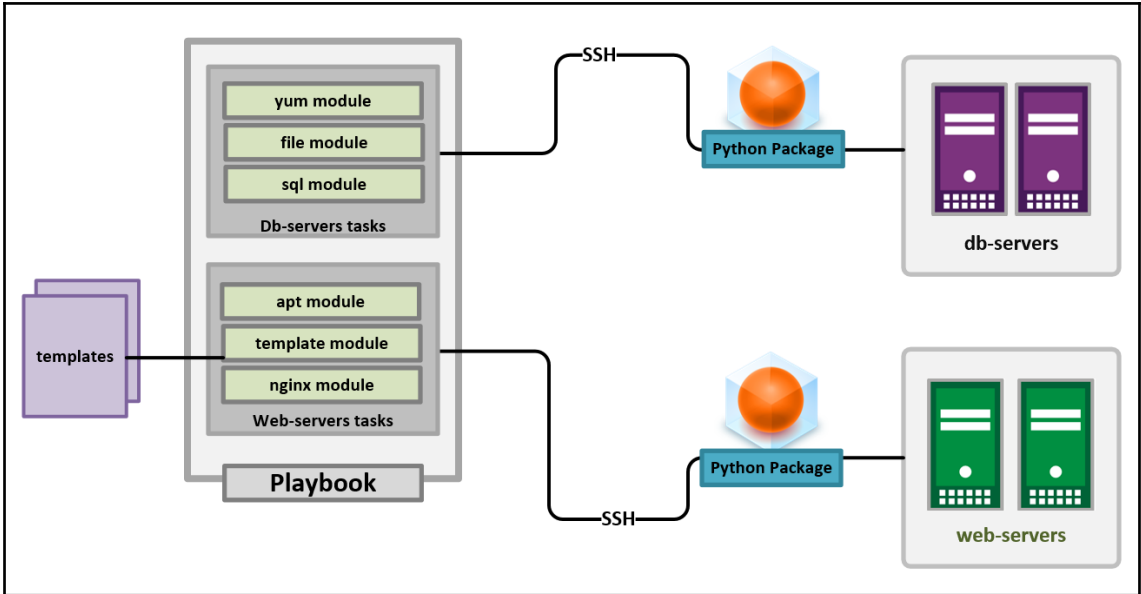 SSH
yum module
file module
sql module
Db-servers tasks
Python Package
db-servers
templates
apt module
template module
nginx module
Web-servers tasks
Playbook
SSH
Python Package
web-servers